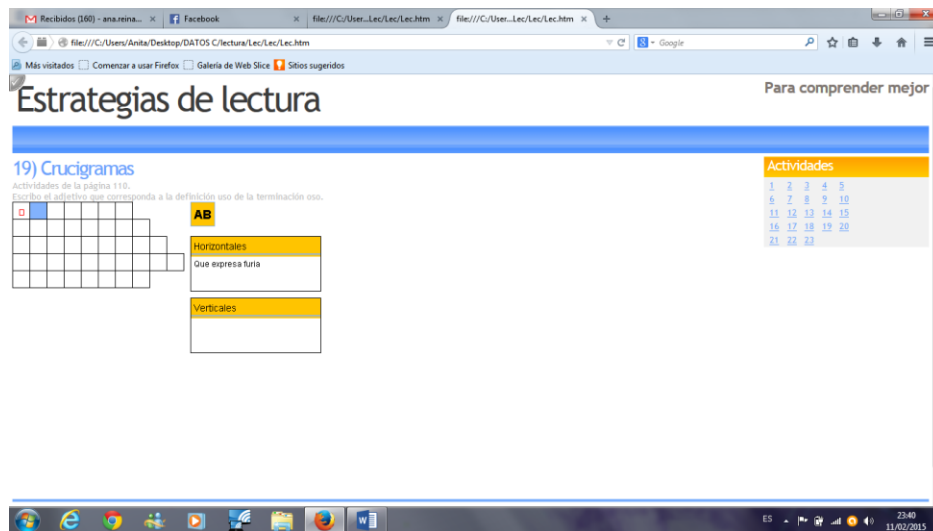 Recibidos (160) - ana.reina... ×
Facebook ×
file:///C:/User...Lec/Lec/Lec.htm ×
file:///C:/User...Lec/Lec/Lec.htm ×
file:///C:/Users/Anita/Desktop/DATOS C/lectura/Lec/Lec/Lec.htm
Google
Más visitados Comenzar a usar Firefox Galería de Web Slice Sitios sugeridos
Estrategias de lectura
Para comprender mejor
19) Crucigramas
Actividades de la página 110.
Escribo el adjetivo que corresponda a la definición uso de la terminación oso.
AB
Horizontales
Que expresa furia
Verticales
Actividades
1 2 3 4 5
6 7 8 9 10
11 12 13 14 15
16 17 18 19 20
21 22 23
ES
23:40
11/02/2015